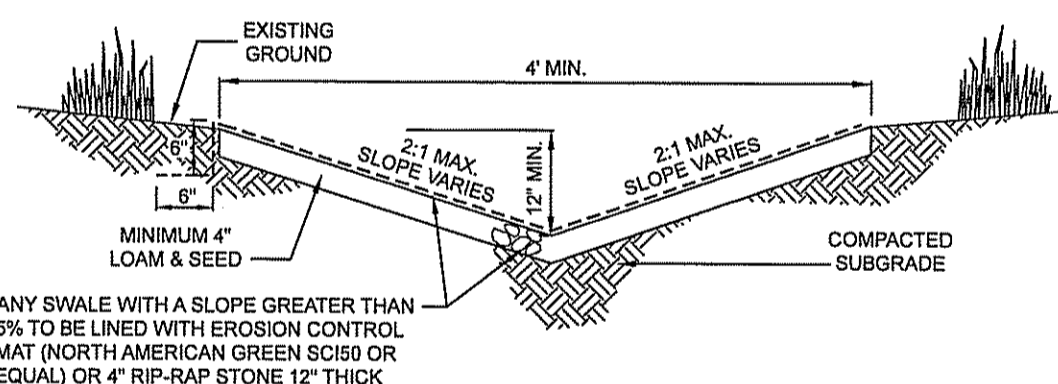 EXISTING
GROUND
4' MIN.
6"
6"
2:1 MAX.
SLOPE VARIES
12" MIN.
2:1 MAX.
SLOPE VARIES
MINIMUM 4"
LOAM & SEED
COMPACTED
SUBGRADE
ANY SWALE WITH A SLOPE GREATER THAN
5% TO BE LINED WITH EROSION CONTROL
MAT (NORTH AMERICAN GREEN SCI50 OR
EQUAL) OR 4" RIP-RAP STONE 12" THICK